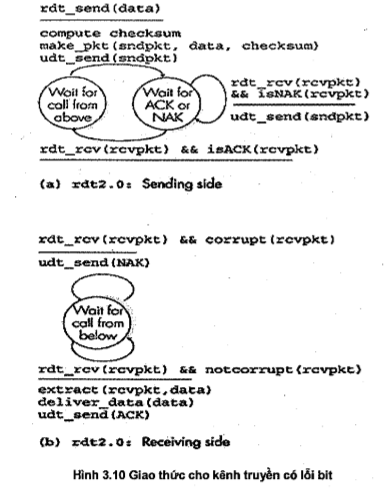 rdt_send(data)
compute checksum
make_pkt(sndpkt, data, checksum)
udt_send(sndpkt)
Wait for
call from
above
Wait for
ACK or
NAK
rdt_rcv(rcvpkt)
&& isNAK(rcvpkt)
udt_send(sndpkt)
rdt_rcv(rcvpkt) && isACK(rcvpkt)
(a) rdt2.0: Sending side
rdt_rcv(rcvpkt) && corrupt(rcvpkt)
udt_send(NAK)
Wait for
call from
below
rdt_rcv(rcvpkt) && notcorrupt(rcvpkt)
extract(rcvpkt,data)
deliver_data(data)
udt_send(ACK)
(b) rdt2.0: Receiving side
Hình 3.10 Giao thức cho kênh truyền có lỗi bit